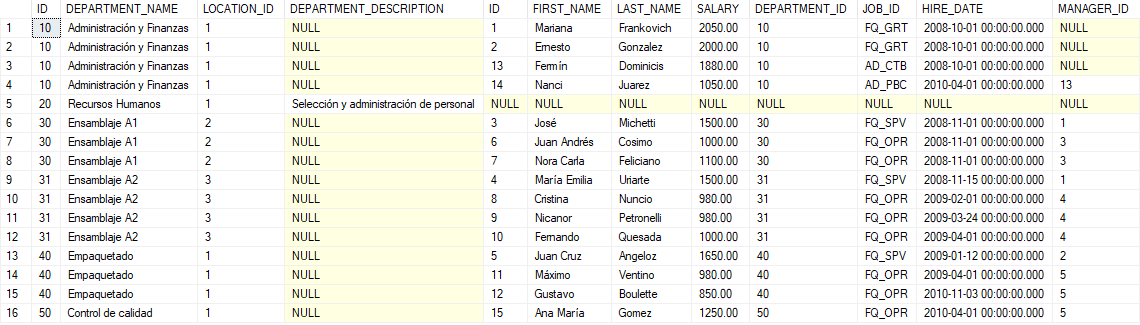 ID DEPARTMENT_NAME LOCATION_ID DEPARTMENT_DESCRIPTION ID FIRST_NAME LAST_NAME SALARY DEPARTMENT_ID JOB_ID HIRE_DATE MANAGER_ID
1 10 Administración y Finanzas 1 NULL 1 Mariana Frankovich 2050.00 10 FQ_GRT 2008-10-01 00:00:00.000 NULL
2 10 Administración y Finanzas 1 NULL 2 Ernesto Gonzalez 2000.00 10 FQ_GRT 2008-10-01 00:00:00.000 NULL
3 10 Administración y Finanzas 1 NULL 13 Fermín Dominicis 1880.00 10 AD_CTB 2008-10-01 00:00:00.000 NULL
4 10 Administración y Finanzas 1 NULL 14 Nanci Juarez 1050.00 10 AD_PBC 2010-04-01 00:00:00.000 13
5 20 Recursos Humanos 1 Selección y administración de personal NULL NULL NULL NULL NULL NULL NULL NULL
6 30 Ensamblaje A1 2 NULL 3 José Michetti 1500.00 30 FQ_SPV 2008-11-01 00:00:00.000 1
7 30 Ensamblaje A1 2 NULL 6 Juan Andrés Cosimo 1000.00 30 FQ_OPR 2008-11-01 00:00:00.000 3
8 30 Ensamblaje A1 2 NULL 7 Nora Carla Feliciano 1100.00 30 FQ_OPR 2008-11-01 00:00:00.000 3
9 31 Ensamblaje A2 3 NULL 4 María Emilia Uriarte 1500.00 31 FQ_SPV 2008-11-15 00:00:00.000 1
10 31 Ensamblaje A2 3 NULL 8 Cristina Nuncio 980.00 31 FQ_OPR 2009-02-01 00:00:00.000 4
11 31 Ensamblaje A2 3 NULL 9 Nicanor Petronelli 980.00 31 FQ_OPR 2009-03-24 00:00:00.000 4
12 31 Ensamblaje A2 3 NULL 10 Fernando Quesada 1000.00 31 FQ_OPR 2009-04-01 00:00:00.000 4
13 40 Empaquetado 1 NULL 5 Juan Cruz Angeloz 1650.00 40 FQ_SPV 2009-01-12 00:00:00.000 2
14 40 Empaquetado 1 NULL 11 Máximo Ventino 980.00 40 FQ_OPR 2009-04-01 00:00:00.000 5
15 40 Empaquetado 1 NULL 12 Gustavo Boulette 850.00 40 FQ_OPR 2010-11-03 00:00:00.000 5
16 50 Control de calidad 1 NULL 15 Ana María Gomez 1250.00 50 FQ_OPR 2010-04-01 00:00:00.000 5